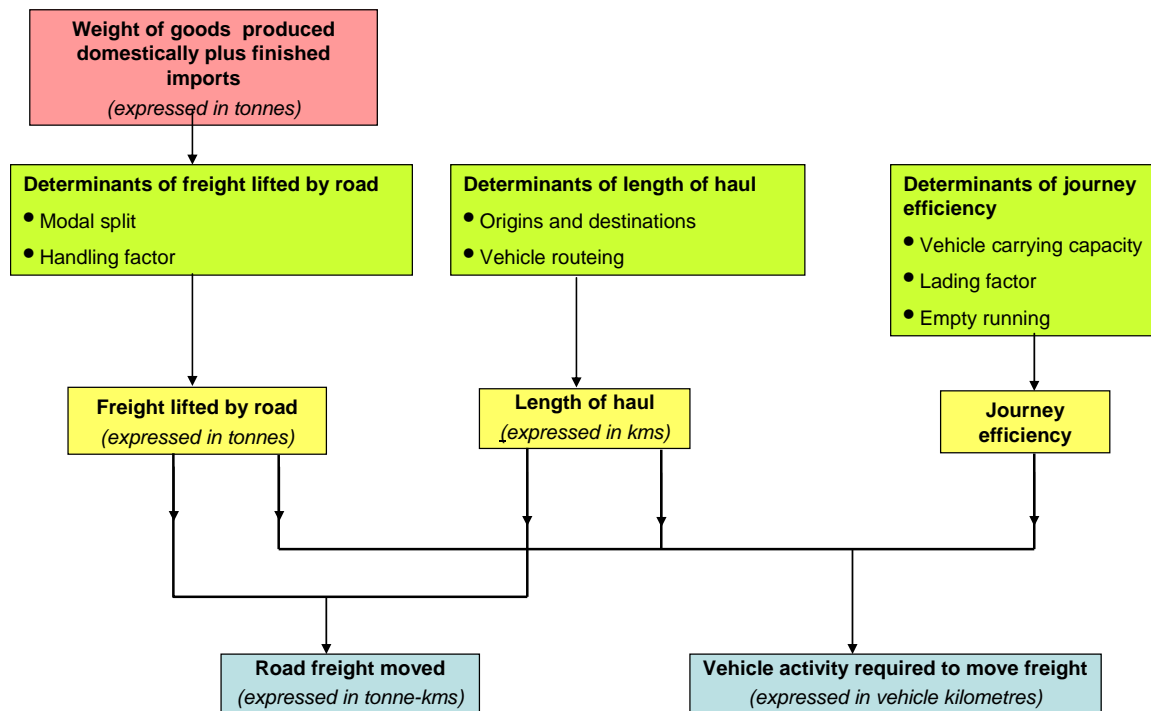 Weight of goods produced
domestically plus finished
imports
(expressed in tonnes)
Determinants of freight lifted by road
• Modal split
• Handling factor
Determinants of length of haul
• Origins and destinations
• Vehicle routeing
Determinants of journey
efficiency
• Vehicle carrying capacity
• Lading factor
• Empty running
Freight lifted by road
(expressed in tonnes)
Length of haul
(expressed in kms)
Journey
efficiency
Road freight moved
(expressed in tonne-kms)
Vehicle activity required to move freight
(expressed in vehicle kilometres)